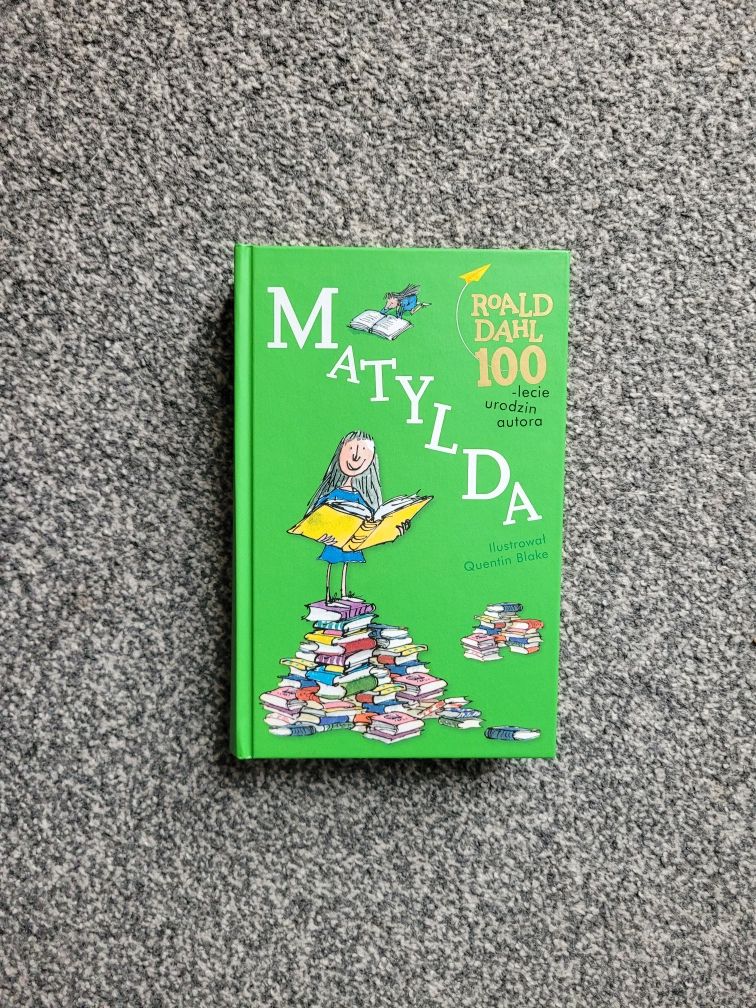 MATYLDA
ROALD
DAHL
100
-lecie
urodzin
autora
Ilustrował
Quentin Blake